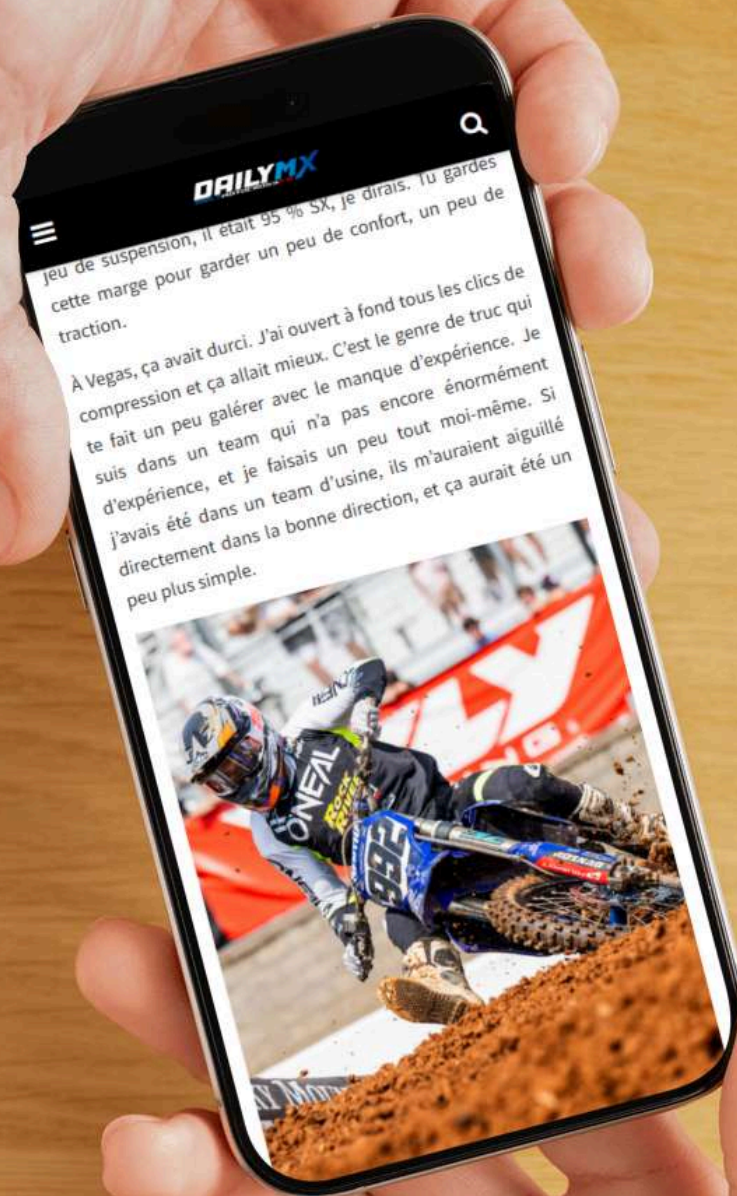 DAILYMX
jeu de suspension, il était 95 % SX, je dirais. Tu gardes
cette marge pour garder un peu de confort, un peu de
traction.
À Vegas, ça avait durci. J'ai ouvert à fond tous les clics de
compression et ça allait mieux. C'est le genre de truc qui
te fait un peu galérer avec le manque d'expérience. Je
suis dans un team qui n'a pas encore énormément
d'expérience, et je faisais un peu tout moi-même. Si
j'avais été dans un team d'usine, ils m'auraient aiguillé
directement dans la bonne direction, et ça aurait été un
peu plus simple.
FLY
O'NEAL
ONEAL
ROCK
RIVER
392
DUNLOP